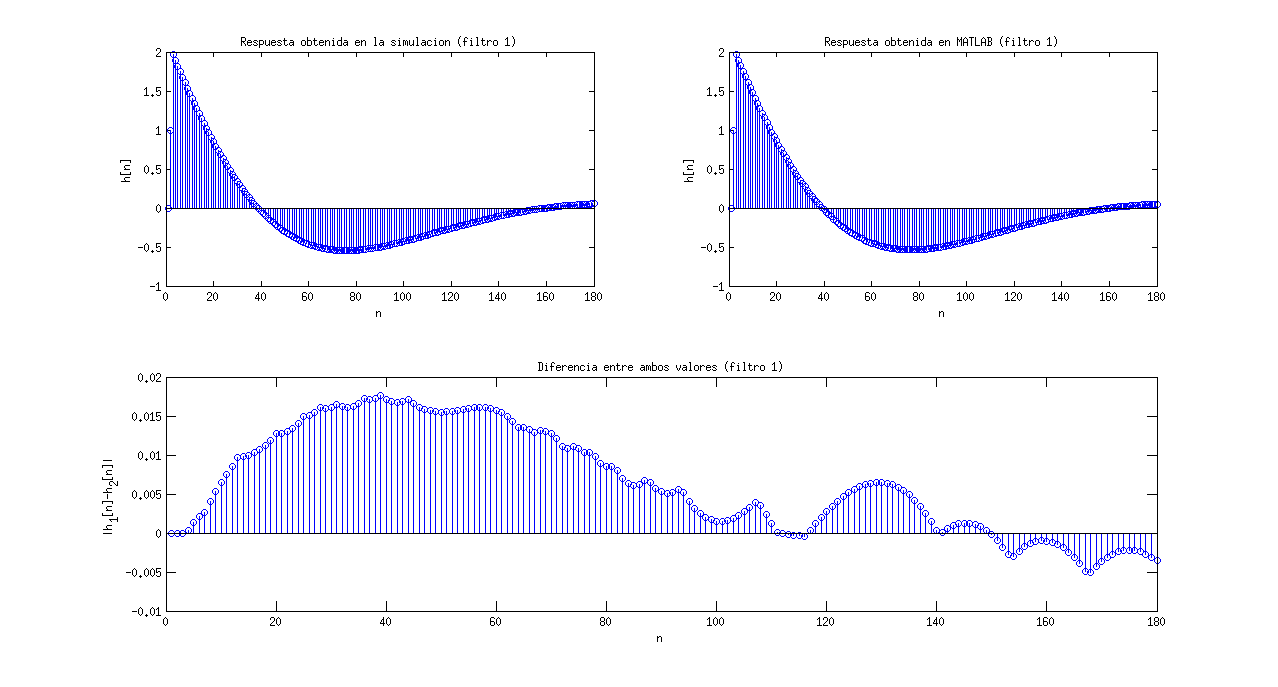 Respuesta obtenida en la simulacion (filtro 1)
2
1.5
1
0.5
0
-0.5
-1
h[n]
0 20 40 60 80 100 120 140 160 180
n
Respuesta obtenida en MATLAB (filtro 1)
2
1.5
1
0.5
0
-0.5
-1
h[n]
0 20 40 60 80 100 120 140 160 180
n
Diferencia entre ambos valores (filtro 1)
0.02
0.015
0.01
0.005
0
-0.005
-0.01
|h1[n]-h2[n]|
0 20 40 60 80 100 120 140 160 180
n